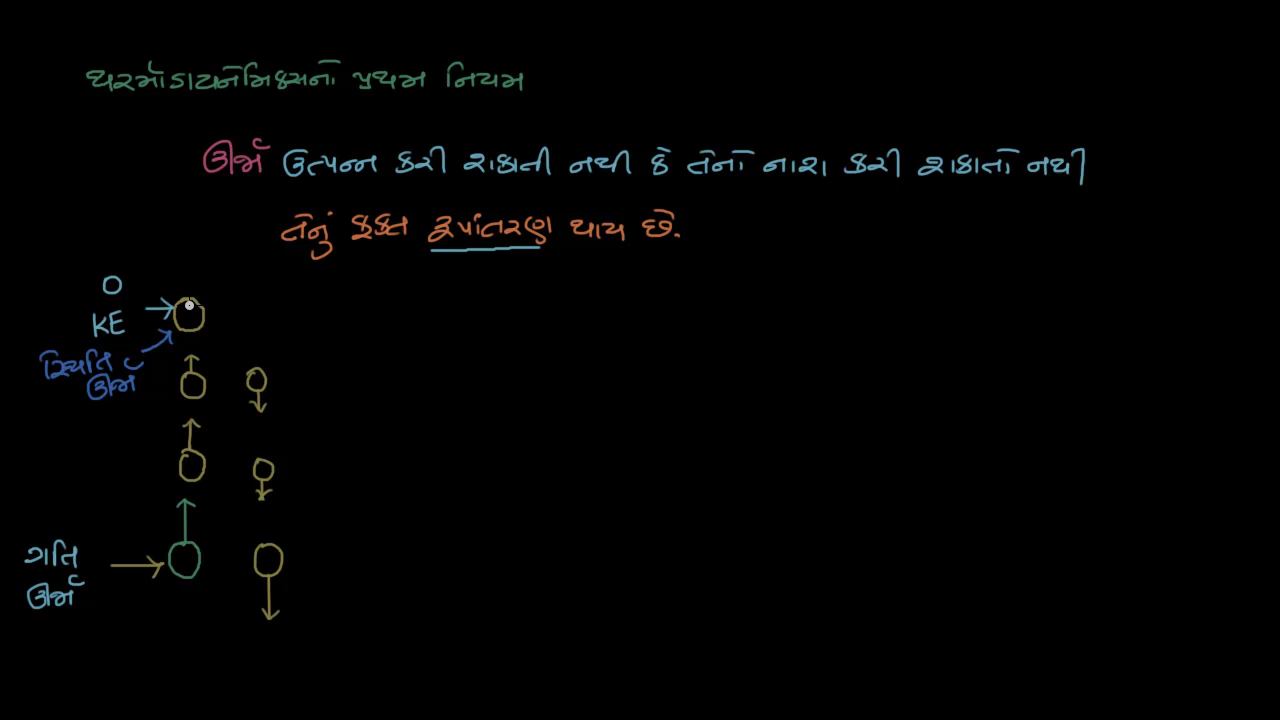 થરમૉડાયનેમિક્સનો પ્રથમ નિયમ
ઊર્જા ઉત્પન્ન કરી શકાતી નથી કે તેનો નાશ કરી શકાતો નથી
તેનું ફક્ત રૂપાંતરણ થાય છે.
0
KE
સ્થિતિ
ઊર્જા
ગતિ
ઊર્જા